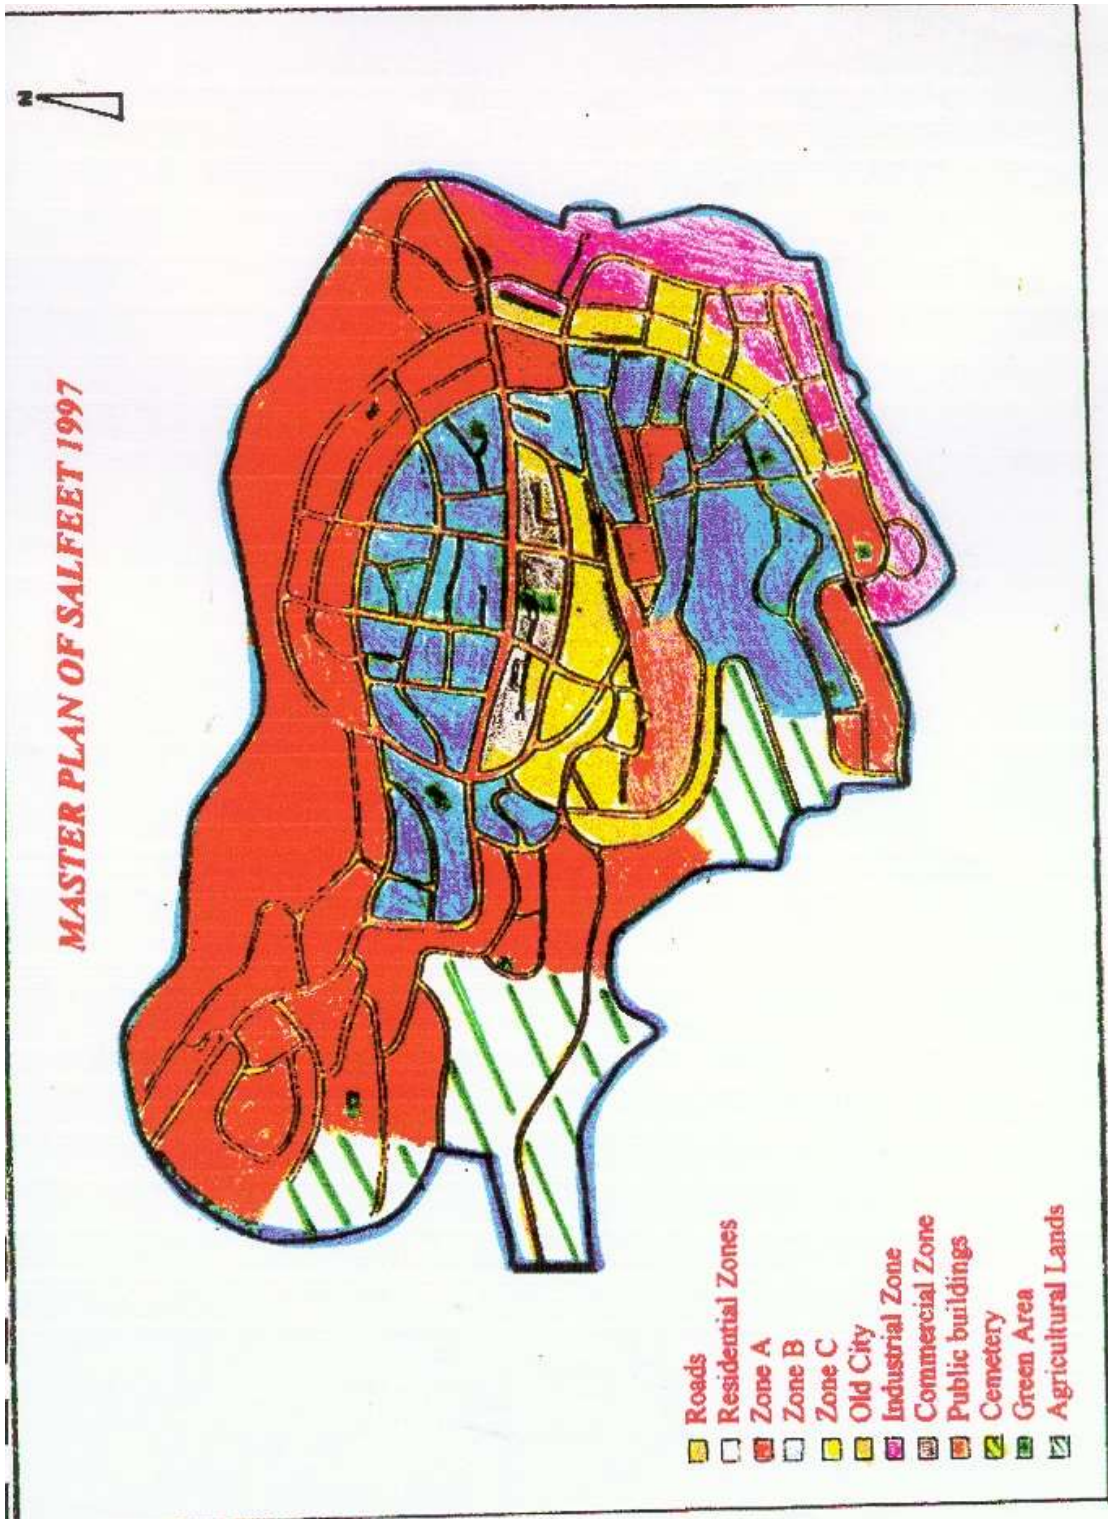 N
MASTER PLAN OF SALFEET 1997
Roads
Residential Zones
Zone A
Zone B
Zone C
Old City
Industrial Zone
Commercial Zone
Public buildings
Cemetery
Green Area
Agricultural Lands